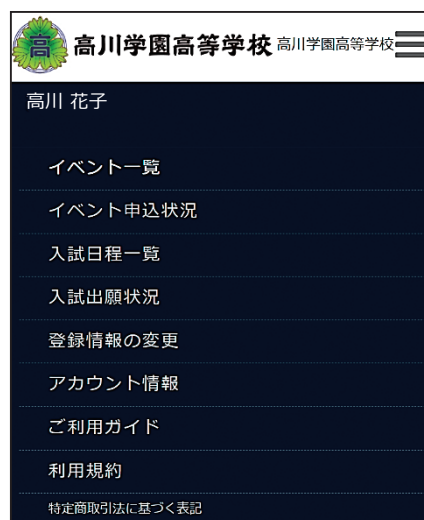 高
高川学園高等学校 高川学園高等学校
高川 花子
イベント一覧
イベント申込状況
入試日程一覧
入試出願状況
登録情報の変更
アカウント情報
ご利用ガイド
利用規約
特定商取引法に基づく表記